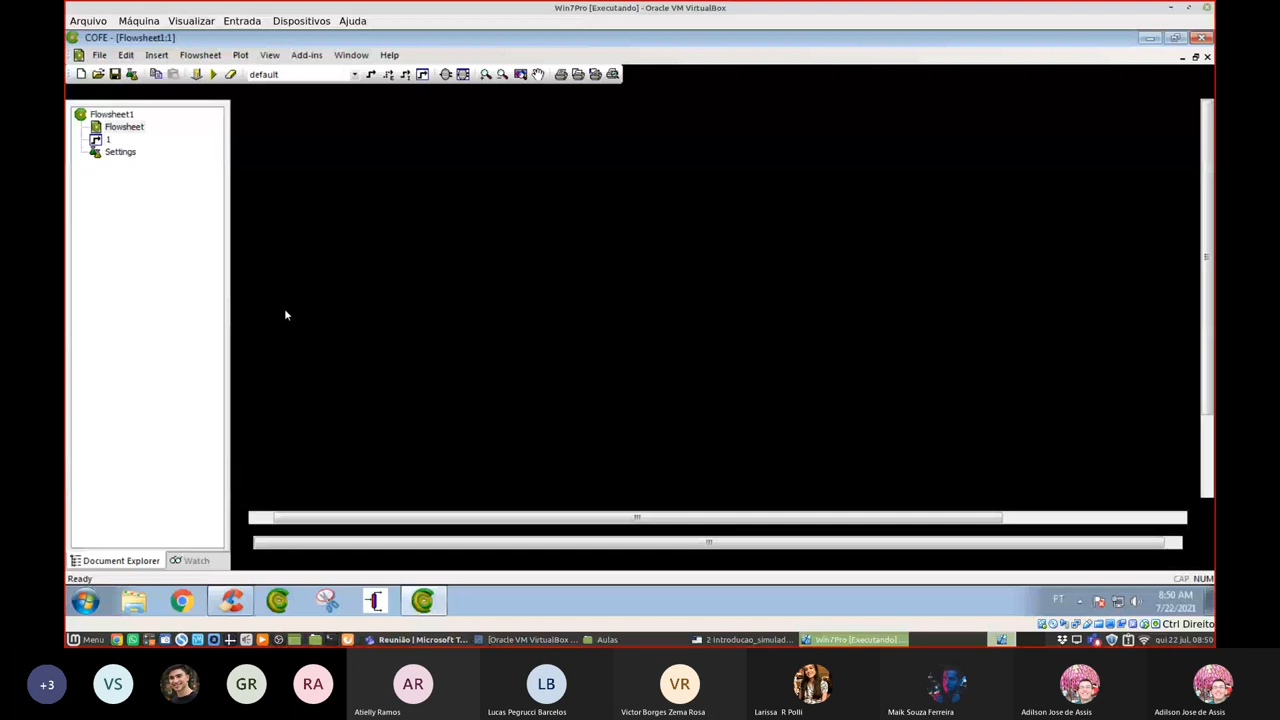 Win7Pro [Executando] - Oracle VM VirtualBox
Arquivo Máquina Visualizar Entrada Dispositivos Ajuda
COFE - [Flowsheet1:1]
File Edit Insert Flowsheet Plot View Add-ins Window Help
default
Flowsheet1
Flowsheet
1
Settings
Document Explorer Watch
Ready CAP NUM
PT 8:50 AM
7/22/2021
Ctrl Direito
Menu Reunião | Microsoft T... [Oracle VM VirtualBox ... Aulas 2 Introducao_simulad... Win7Pro [Executando] ... qui 22 jul, 08:50
+3 VS GR RA AR LB VR
Atielly Ramos Lucas Pegrucci Barcelos Victor Borges Zema Rosa Larissa R Polli Maik Souza Ferreira Adilson Jose de Assis Adilson Jose de Assis